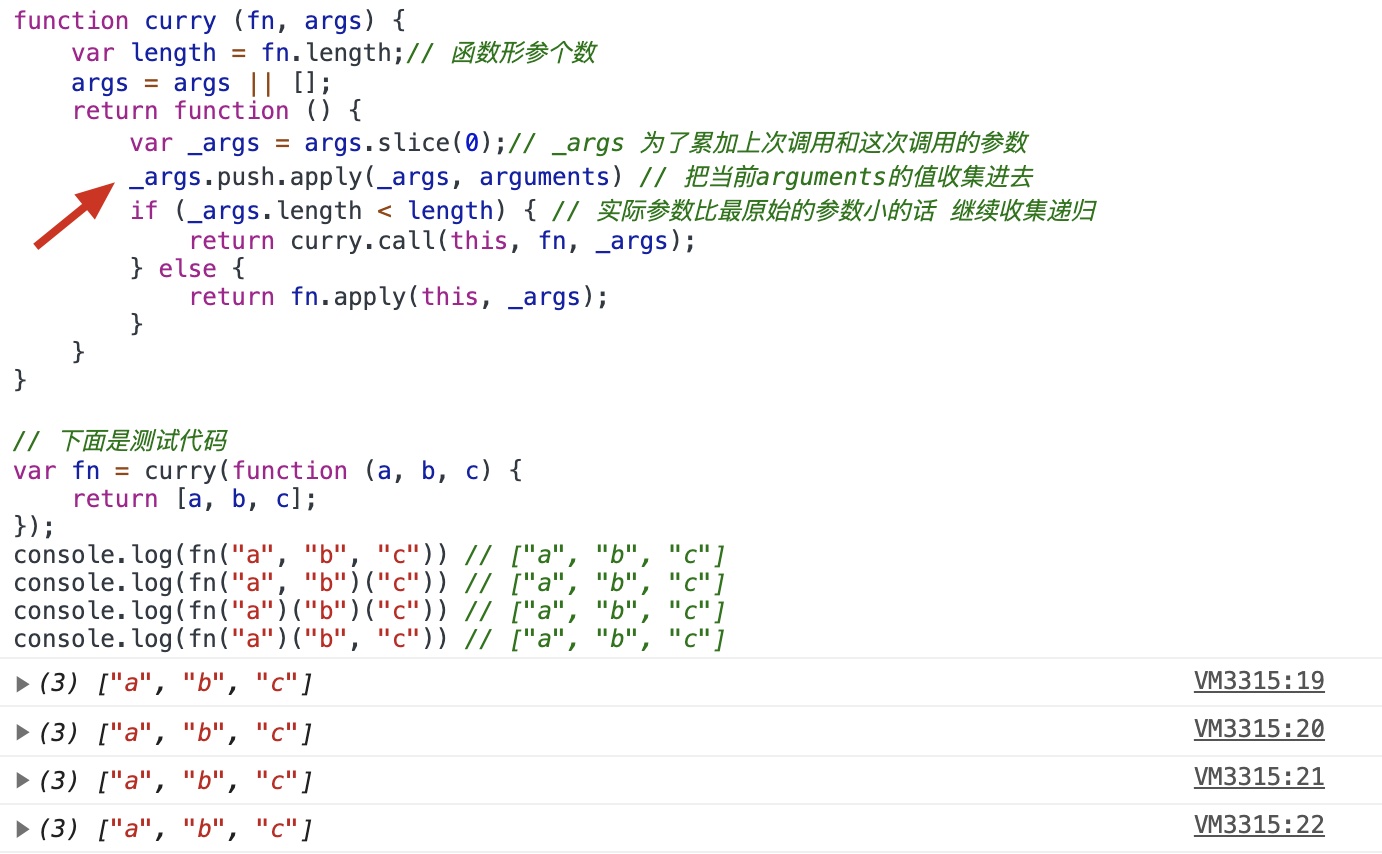 function curry (fn, args) {
    var length = fn.length;// 函数形参个数
    args = args || [];
    return function () {
        var _args = args.slice(0);// _args 为了累加上次调用和这次调用的参数
        _args.push.apply(_args, arguments) // 把当前arguments的值收集进去
        if (_args.length < length) { // 实际参数比最原始的参数小的话 继续收集递归
            return curry.call(this, fn, _args);
        } else {
            return fn.apply(this, _args);
        }
    }
}
// 下面是测试代码
var fn = curry(function (a, b, c) {
    return [a, b, c];
});
console.log(fn("a", "b", "c")) // ["a", "b", "c"]
console.log(fn("a", "b")("c")) // ["a", "b", "c"]
console.log(fn("a")("b")("c")) // ["a", "b", "c"]
console.log(fn("a")("b", "c")) // ["a", "b", "c"]
(3) ["a", "b", "c"] VM3315:19
(3) ["a", "b", "c"] VM3315:20
(3) ["a", "b", "c"] VM3315:21
(3) ["a", "b", "c"] VM3315:22